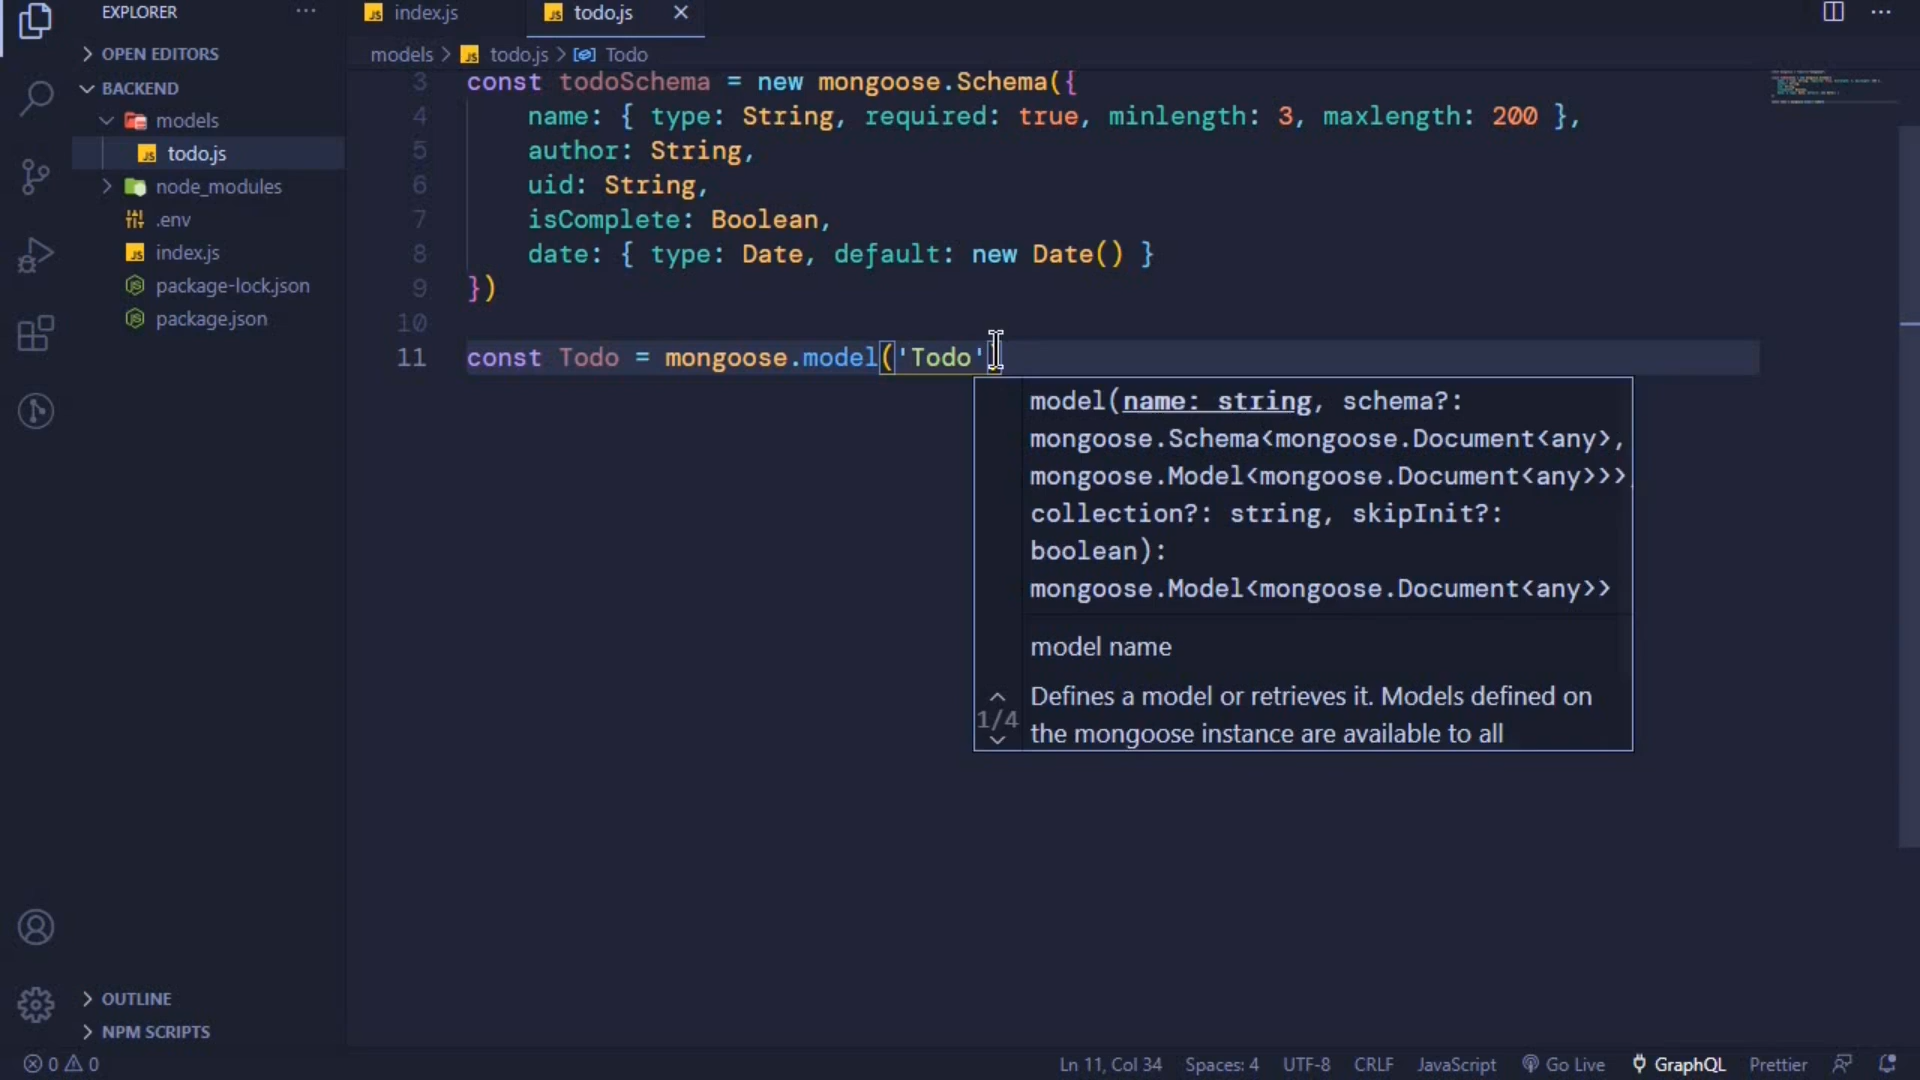 EXPLORER
OPEN EDITORS
BACKEND
models
todo.js
node_modules
.env
index.js
package-lock.json
package.json
OUTLINE
NPM SCRIPTS
index.js
todo.js
models > todo.js > Todo
3 const todoSchema = new mongoose.Schema({
4 name: { type: String, required: true, minlength: 3, maxlength: 200 },
5 author: String,
6 uid: String,
7 isComplete: Boolean,
8 date: { type: Date, default: new Date() }
9 })
10
11 const Todo = mongoose.model('Todo')
model(name: string, schema?:
mongoose.Schema<mongoose.Document<any>,
mongoose.Model<mongoose.Document<any>>>,
collection?: string, skipInit?:
boolean):
mongoose.Model<mongoose.Document<any>>
model name
1/4
Defines a model or retrieves it. Models defined on
the mongoose instance are available to all
0 0
Ln 11, Col 34 Spaces: 4 UTF-8 CRLF JavaScript Go Live GraphQL Prettier